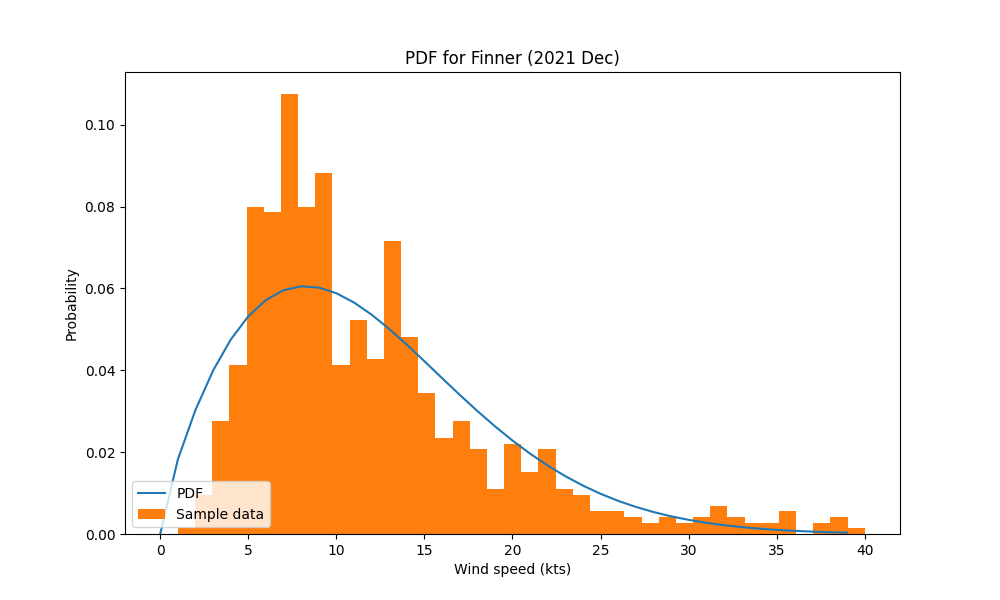 PDF for Finner (2021 Dec)
0.10
0.08
0.06
0.04
0.02
0.00
Probability
PDF
Sample data
0 5 10 15 20 25 30 35 40
Wind speed (kts)